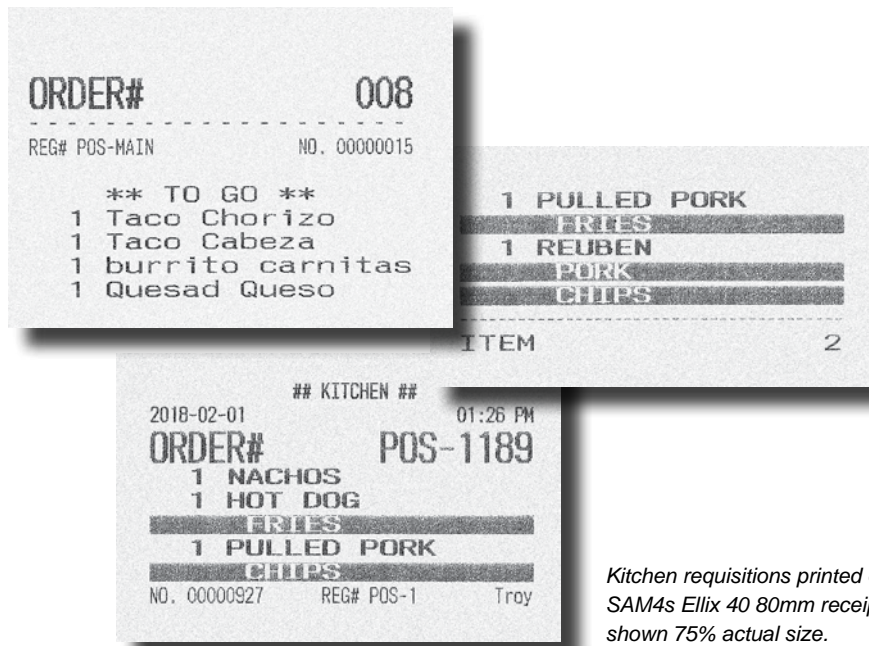 ORDER# 008
REG# POS-MAIN NO. 00000015
** TO GO **
1 Taco Chorizo
1 Taco Cabeza
1 burrito carnitas
1 Quesad Queso
1 PULLED PORK
FRIES
1 REUBEN
PORK
CHIPS
ITEM 2
## KITCHEN ##
2018-02-01 01:26 PM
ORDER# POS-1189
1 NACHOS
1 HOT DOG
FRIES
1 PULLED PORK
CHIPS
NO. 00000927 REG# POS-1 Troy
Kitchen requisitions printed
SAM4s Ellix 40 80mm
shown 75% actual size.